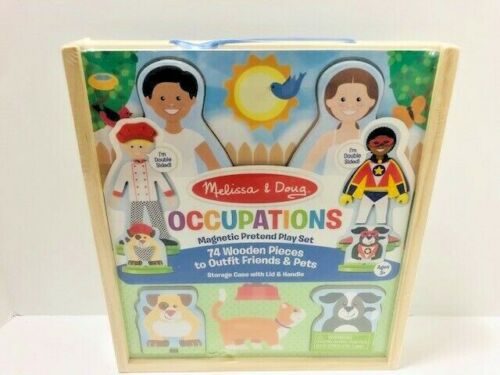 I'm
Double
Sided!
I'm
Double
Sided!
Melissa & Doug
OCCUPATIONS
Magnetic Pretend Play Set
74 Wooden Pieces
to Outfit Friends & Pets
Storage Case with Lid & Handle
Ages
3+
WARNING: